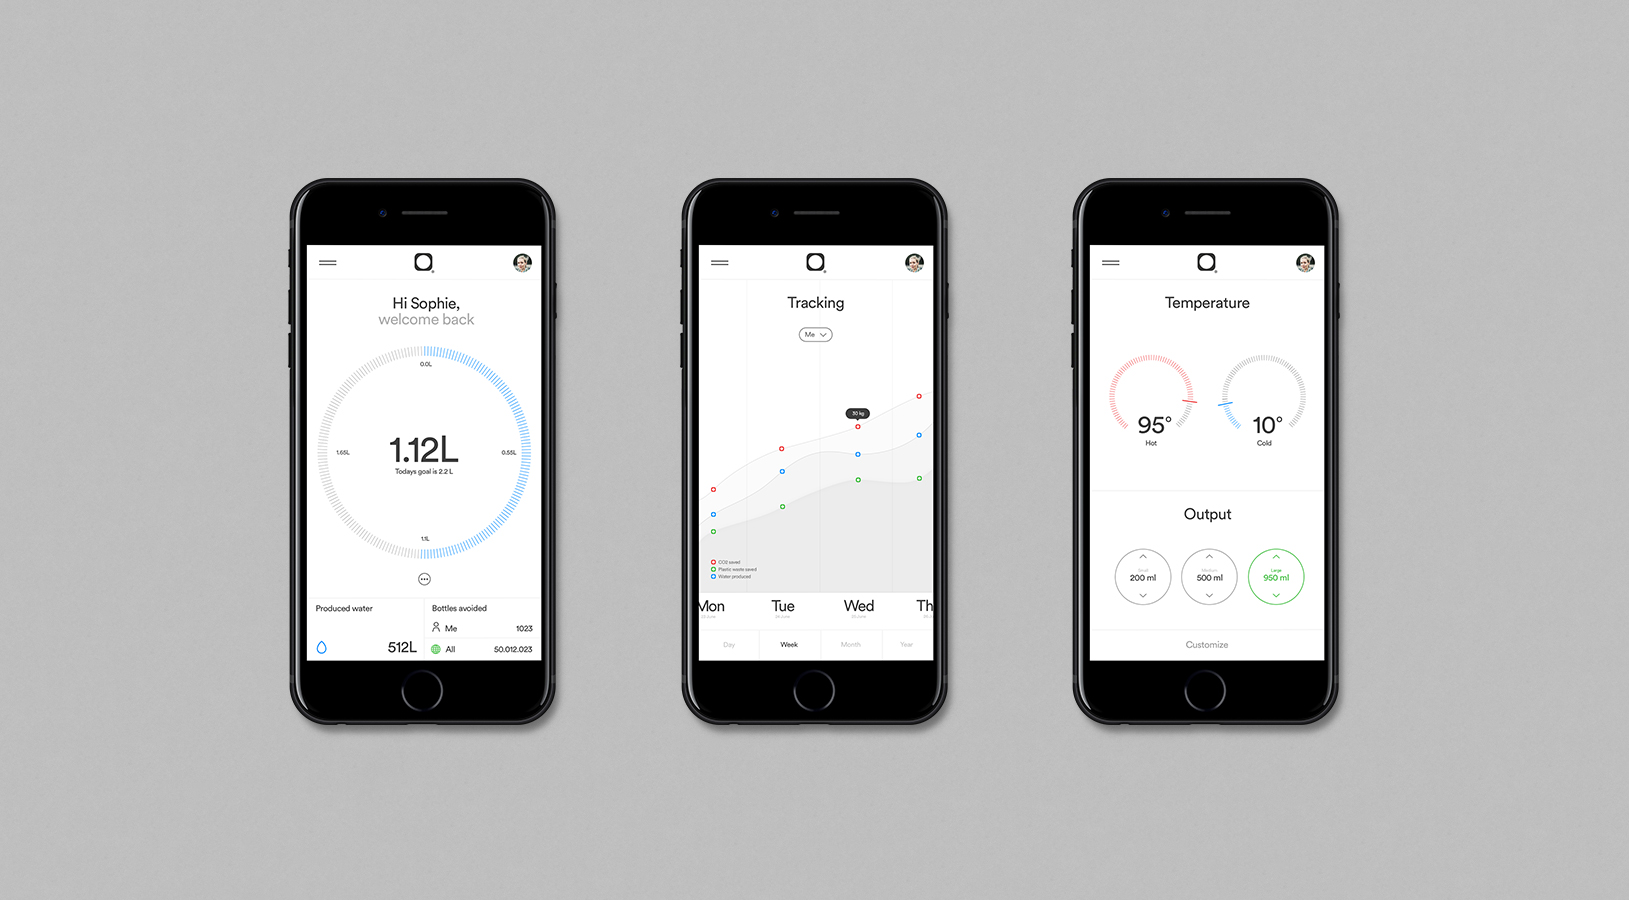 Hi Sophie,
welcome back
0.0L
1.65L
0.55L
1.12L
Todays goal is 2.2 L
1.1L
Produced water
512L
Bottles avoided
Me
1023
All
50.012.023
Tracking
Me
30 kg
CO2 saved
Plastic waste saved
Water produced
Mon
Tue
Wed
Th
Day
Week
Month
Year
Temperature
95°
Hot
10°
Cold
Output
Small
200 ml
Medium
500 ml
Large
950 ml
Customize